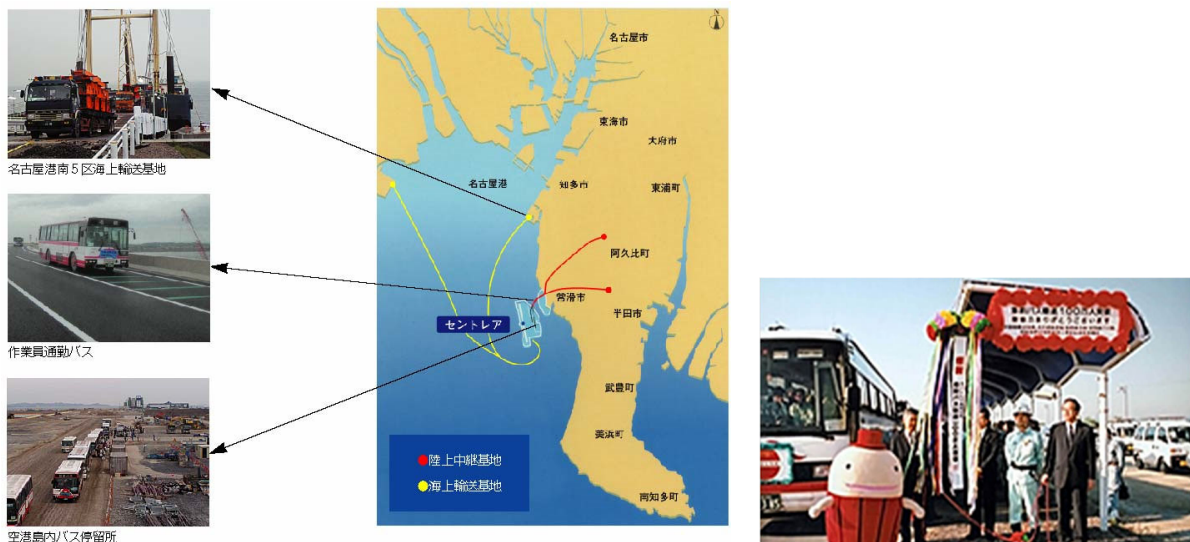 名古屋港南5区海上輸送基地
作業員通勤バス
空港島内バス停留所
N
名古屋市
東海市
大府市
名古屋港
知多市
東浦町
阿久比町
常滑市
半田市
セントレア
武豊町
美浜町
南知多町
陸上中継基地
海上輸送基地